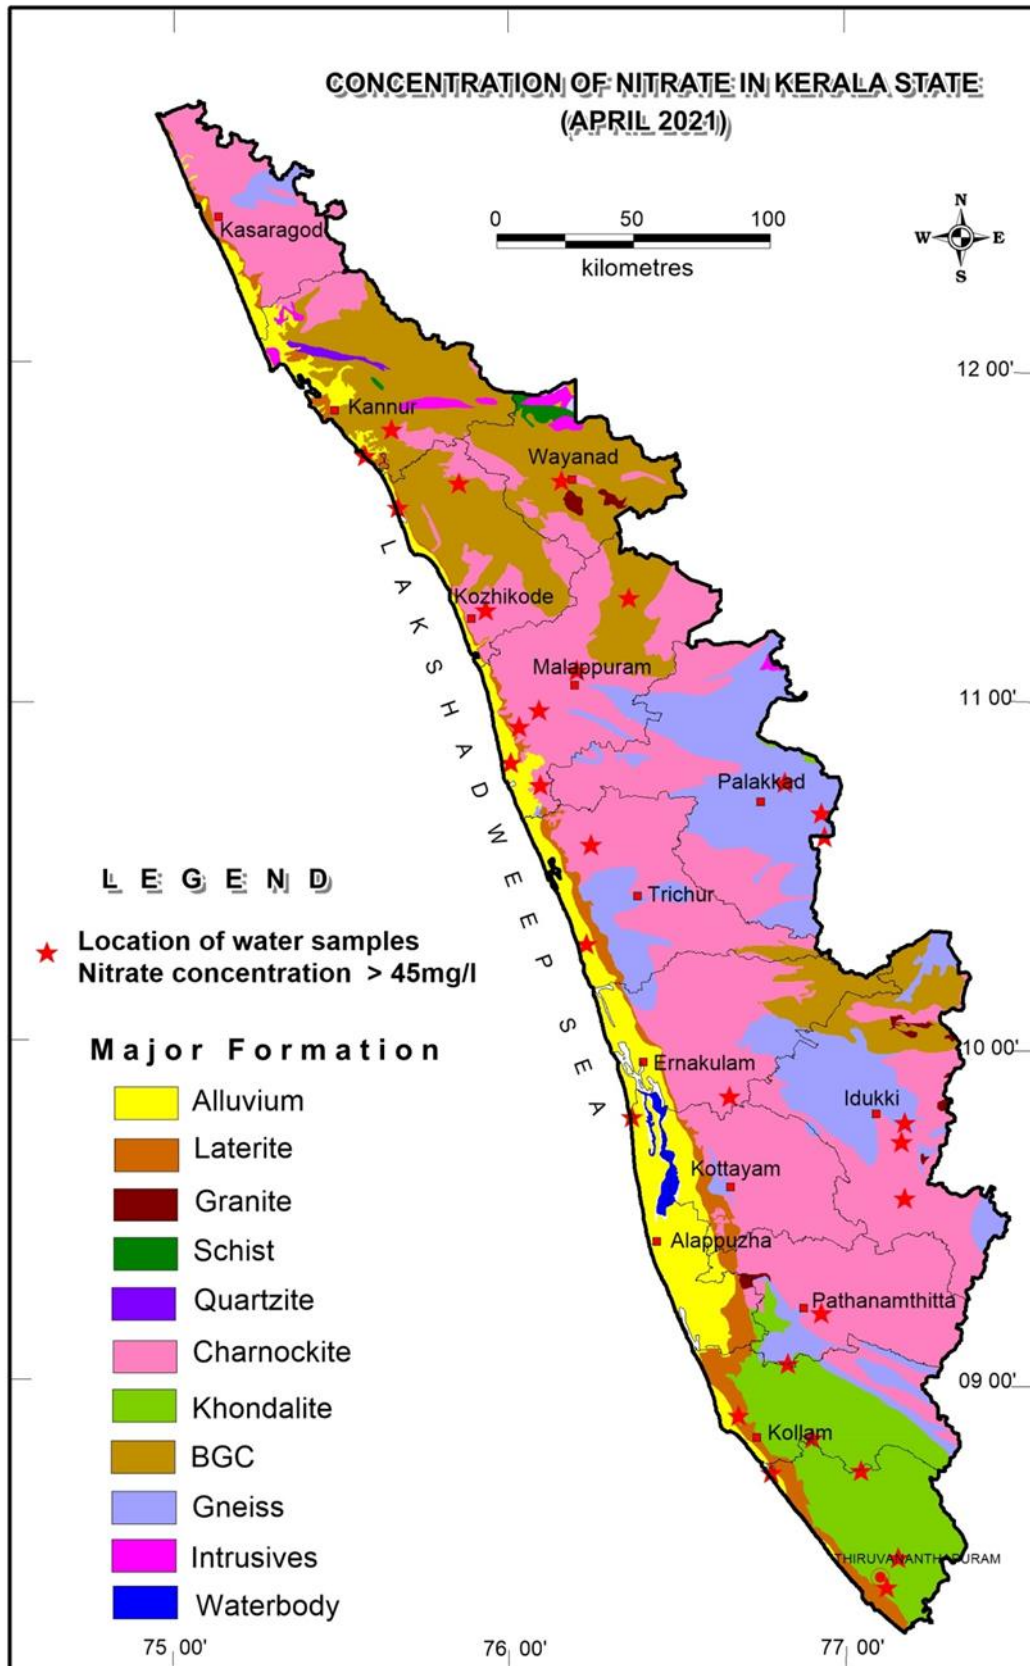 CONCENTRATION OF NITRATE IN KERALA STATE
(APRIL 2021)
0 50 100
kilometres
N
W E
S
Kasaragod
12 00'
Kannur
Wayanad
Kozhikode
Malappuram
11 00'
Palakkad
LAKSHADWEEP SEA
Trichur
LEGEND
Location of water samples
Nitrate concentration > 45mg/l
Major Formation
Alluvium
Laterite
Granite
Schist
Quartzite
Charnockite
Khondalite
BGC
Gneiss
Intrusives
Waterbody
Ernakulam
10 00'
Idukki
Kottayam
Alappuzha
Pathanamthitta
09 00'
Kollam
THIRUVANANTHAPURAM
75 00' 76 00' 77 00'